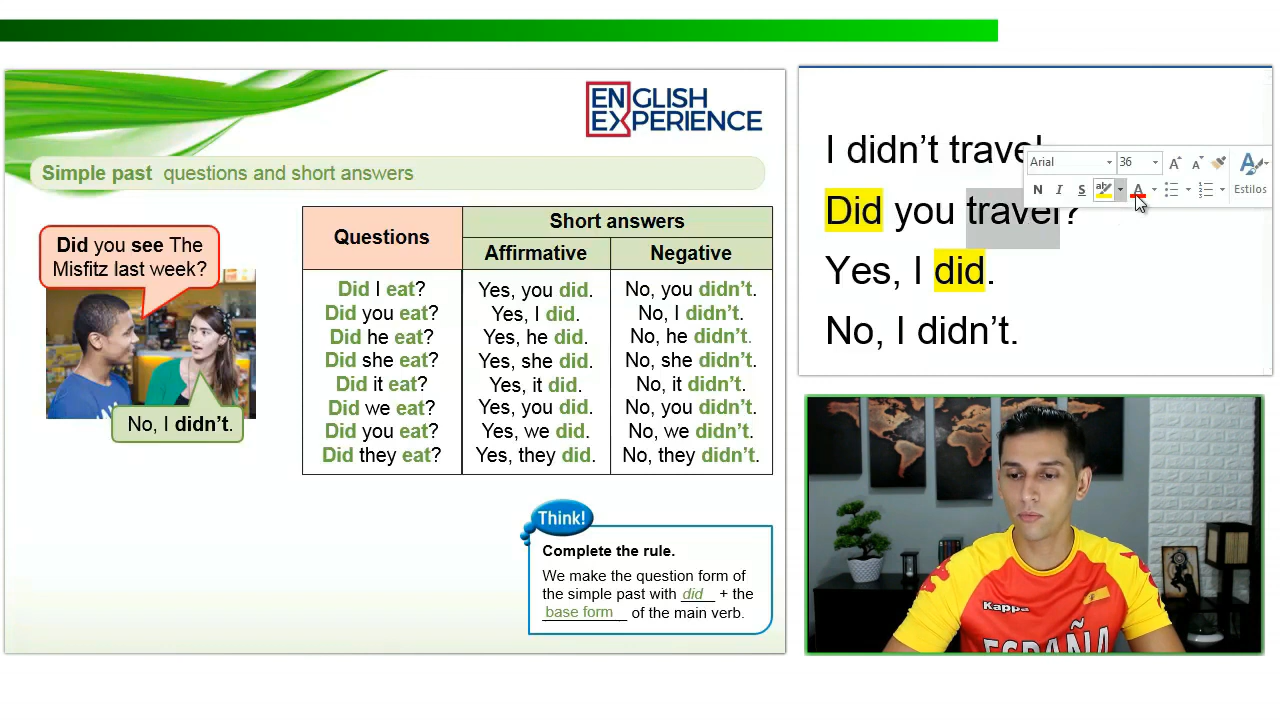 ENGLISH
EXPERIENCE
Simple past questions and short answers
Did you see The
Misfitz last week?
No, I didn't.
Questions
Short answers
Affirmative
Negative
Did I eat?
Yes, you did.
No, you didn't.
Did you eat?
Yes, I did.
No, I didn't.
Did he eat?
Yes, he did.
No, he didn't.
Did she eat?
Yes, she did.
No, she didn't.
Did it eat?
Yes, it did.
No, it didn't.
Did we eat?
Yes, you did.
No, you didn't.
Did you eat?
Yes, we did.
No, we didn't.
Did they eat?
Yes, they did.
No, they didn't.
Think!
Complete the rule.
We make the question form of
the simple past with did + the
base form of the main verb.
I didn't travel
Arial 36
N I S ab A Estilos
Did you travel?
Yes, I did.
No, I didn't.
Kappa
ESPAÑA